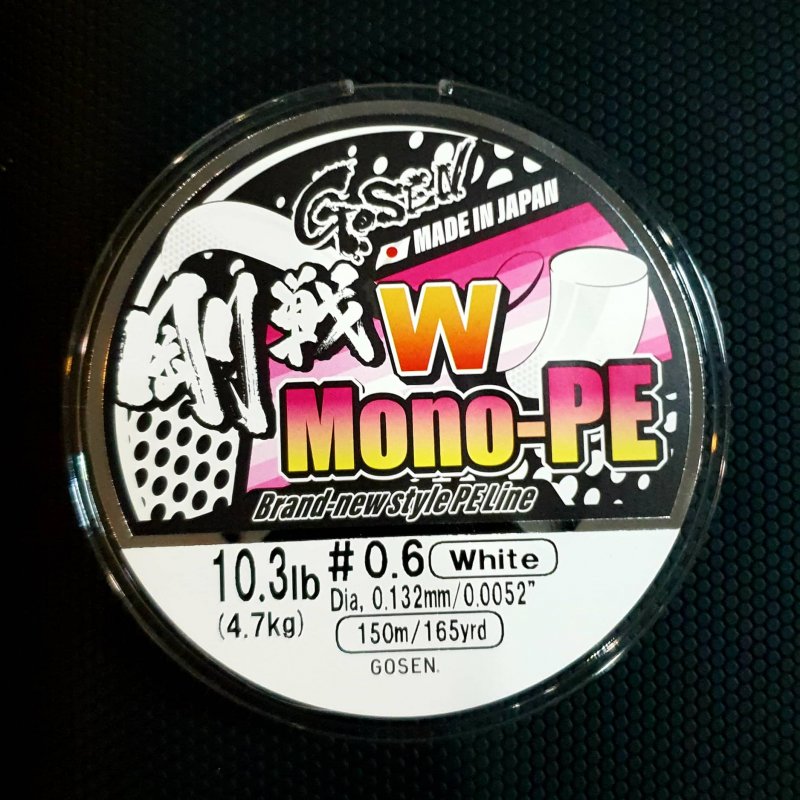 GOSEN
MADE IN JAPAN
剛戦 W
Mono-PE
Brand-new style PE Line
10.3lb #0.6 White
(4.7kg) Dia, 0.132mm/0.0052"
150m/165yrd
GOSEN.